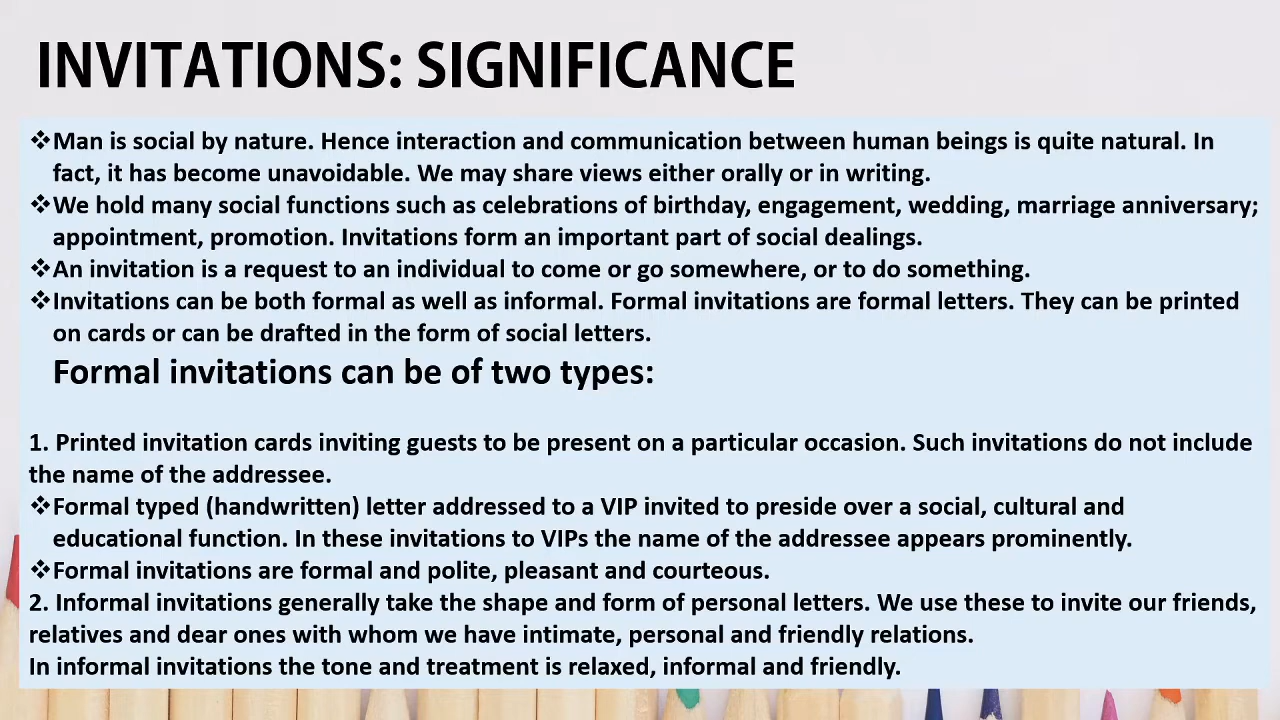 INVITATIONS: SIGNIFICANCE
❖Man is social by nature. Hence interaction and communication between human beings is quite natural. In
fact, it has become unavoidable. We may share views either orally or in writing.
❖We hold many social functions such as celebrations of birthday, engagement, wedding, marriage anniversary;
appointment, promotion. Invitations form an important part of social dealings.
❖An invitation is a request to an individual to come or go somewhere, or to do something.
❖Invitations can be both formal as well as informal. Formal invitations are formal letters. They can be printed
on cards or can be drafted in the form of social letters.
Formal invitations can be of two types:
1. Printed invitation cards inviting guests to be present on a particular occasion. Such invitations do not include
the name of the addressee.
❖Formal typed (handwritten) letter addressed to a VIP invited to preside over a social, cultural and
educational function. In these invitations to VIPs the name of the addressee appears prominently.
❖Formal invitations are formal and polite, pleasant and courteous.
2. Informal invitations generally take the shape and form of personal letters. We use these to invite our friends,
relatives and dear ones with whom we have intimate, personal and friendly relations.
In informal invitations the tone and treatment is relaxed, informal and friendly.